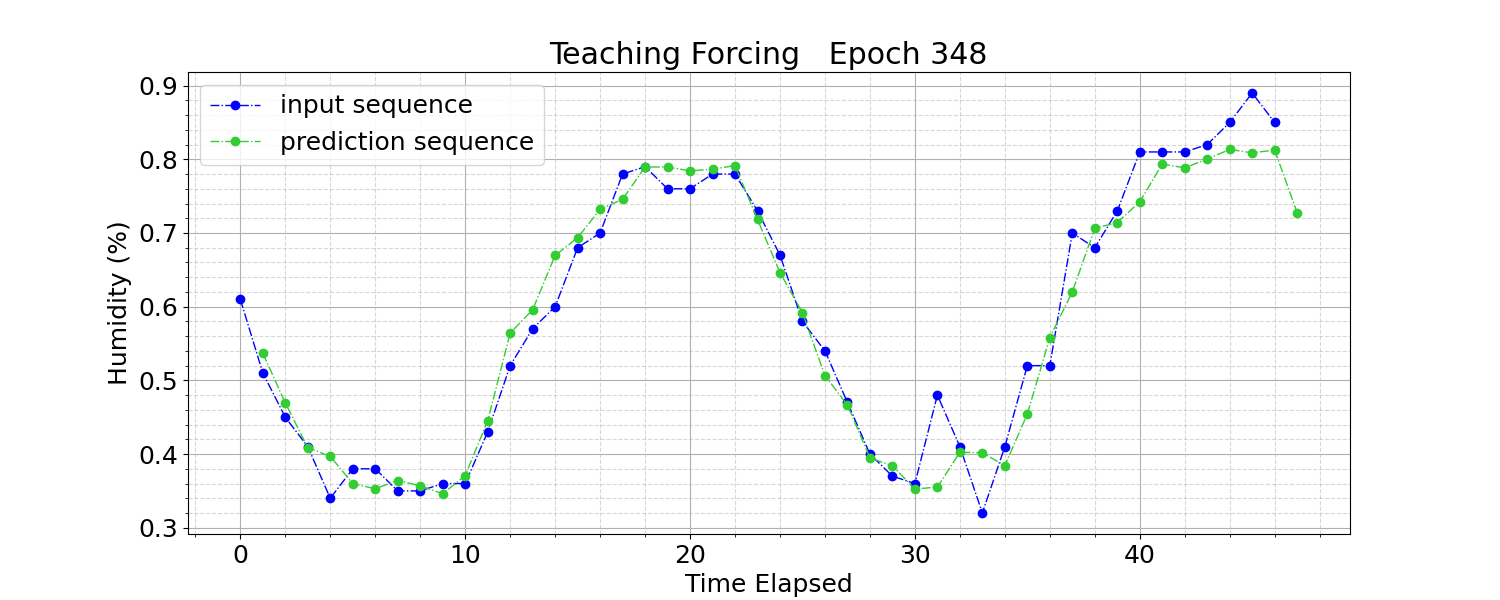 Teaching Forcing   Epoch 348
input sequence
prediction sequence
Humidity (%)
0.9
0.8
0.7
0.6
0.5
0.4
0.3
0 10 20 30 40
Time Elapsed